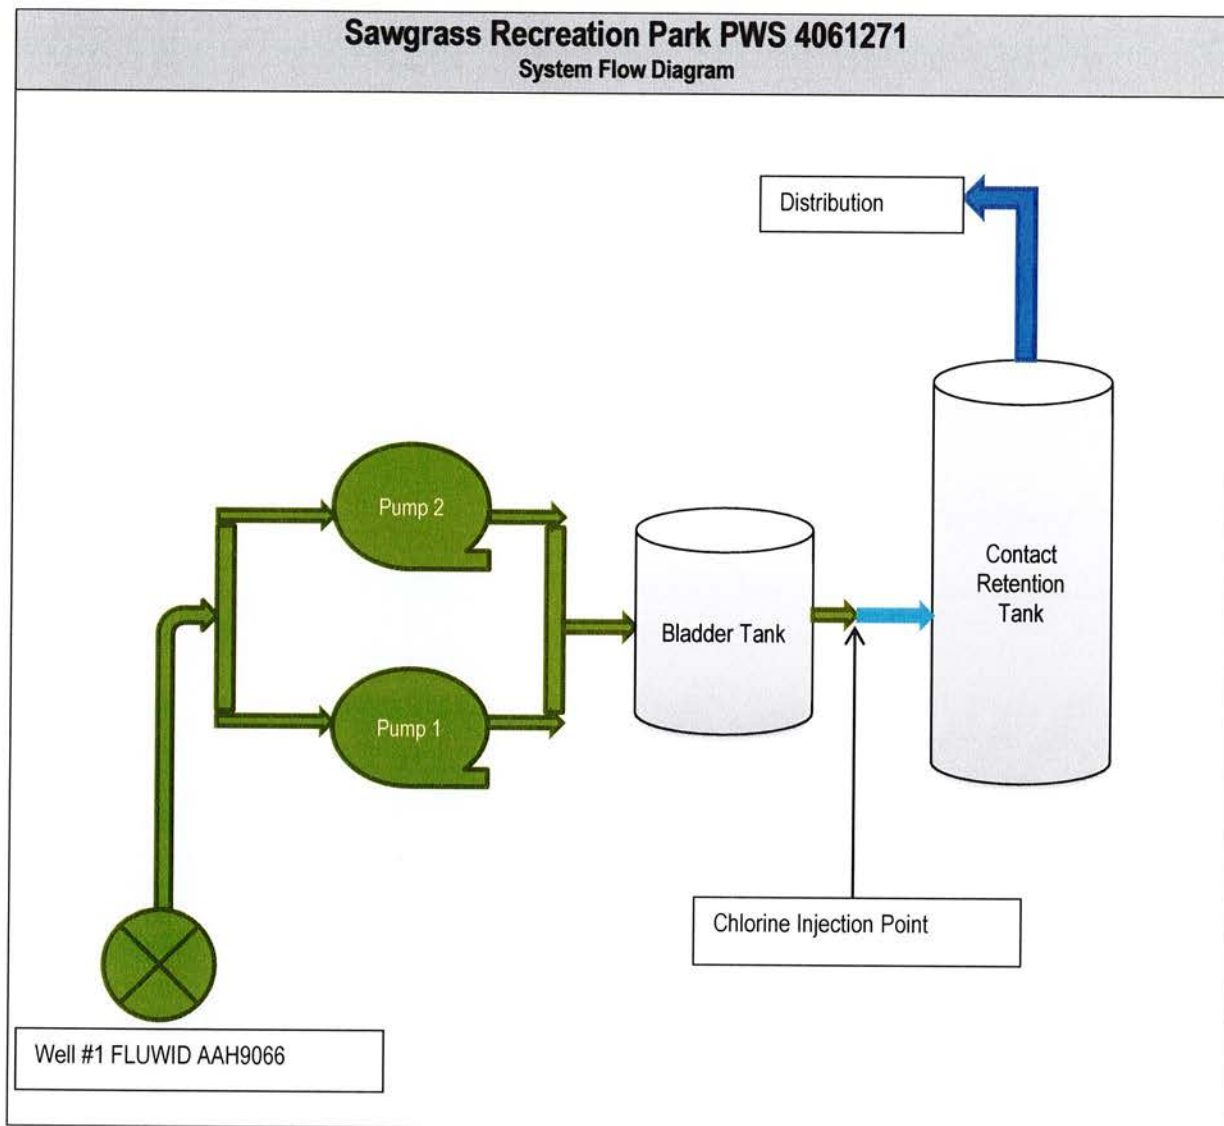 Sawgrass Recreation Park PWS 4061271
System Flow Diagram
Distribution
Pump 2
Contact
Retention
Tank
Bladder Tank
Pump 1
Chlorine Injection Point
Well #1 FLUWID AAH9066